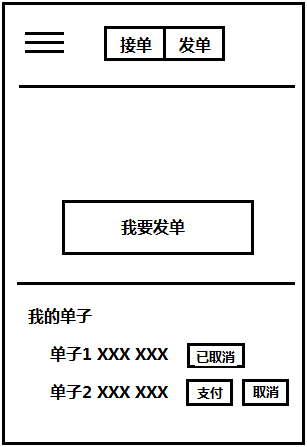 接单 发单
我要发单
我的单子
单子1 XXX XXX 已取消
单子2 XXX XXX 支付 取消